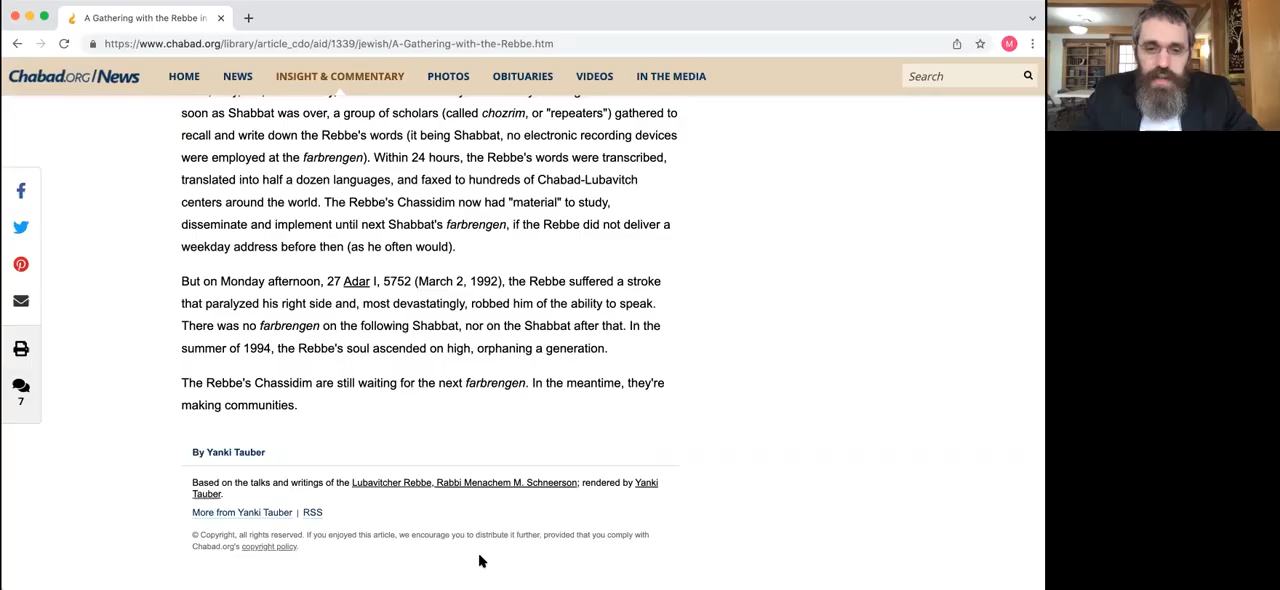 A Gathering with the Rebbe in
https://www.chabad.org/library/article_cdo/aid/1339/jewish/A-Gathering-with-the-Rebbe.htm
M
Chabad.ORG/News
HOME NEWS INSIGHT & COMMENTARY PHOTOS OBITUARIES VIDEOS IN THE MEDIA Search
soon as Shabbat was over, a group of scholars (called chozrim, or "repeaters") gathered to
recall and write down the Rebbe's words (it being Shabbat, no electronic recording devices
were employed at the farbrengen). Within 24 hours, the Rebbe's words were transcribed,
translated into half a dozen languages, and faxed to hundreds of Chabad-Lubavitch
centers around the world. The Rebbe's Chassidim now had "material" to study,
disseminate and implement until next Shabbat's farbrengen, if the Rebbe did not deliver a
weekday address before then (as he often would).
But on Monday afternoon, 27 Adar I, 5752 (March 2, 1992), the Rebbe suffered a stroke
that paralyzed his right side and, most devastatingly, robbed him of the ability to speak.
There was no farbrengen on the following Shabbat, nor on the Shabbat after that. In the
summer of 1994, the Rebbe's soul ascended on high, orphaning a generation.
The Rebbe's Chassidim are still waiting for the next farbrengen. In the meantime, they're
making communities.
7
By Yanki Tauber
Based on the talks and writings of the Lubavitcher Rebbe, Rabbi Menachem M. Schneerson; rendered by Yanki
Tauber.
More from Yanki Tauber | RSS
© Copyright, all rights reserved. If you enjoyed this article, we encourage you to distribute it further, provided that you comply with
Chabad.org's copyright policy.